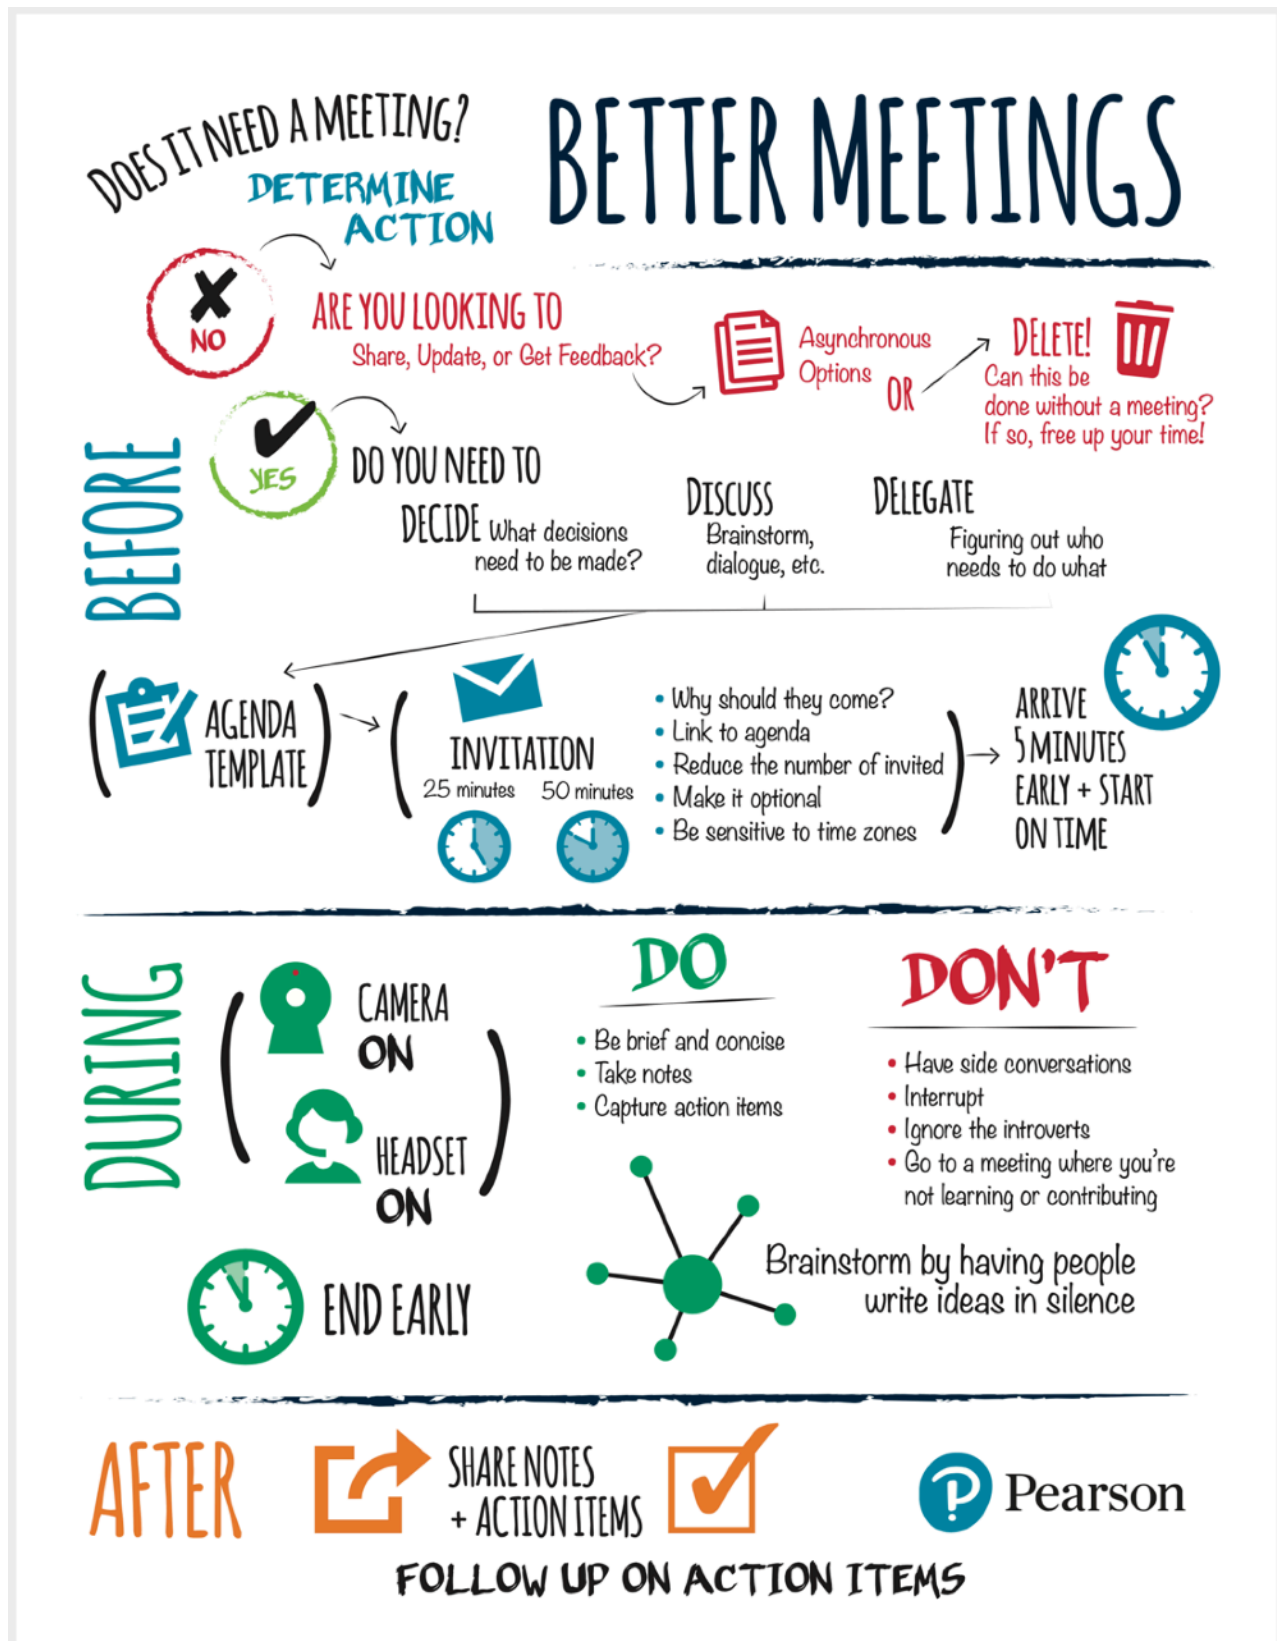 DOES IT NEED A MEETING?
DETERMINE
ACTION
BETTER MEETINGS
NO
ARE YOU LOOKING TO
Share, Update, or Get Feedback?
Asynchronous
Options
OR
DELETE!
Can this be
done without a meeting?
If so, free up your time!
BEFORE
YES
DO YOU NEED TO
DECIDE What decisions
need to be made?
DISCUSS
Brainstorm,
dialogue, etc.
DELEGATE
Figuring out who
needs to do what
AGENDA
TEMPLATE
INVITATION
25 minutes 50 minutes
• Why should they come?
• Link to agenda
• Reduce the number of invited
• Make it optional
• Be sensitive to time zones
ARRIVE
5 MINUTES
EARLY + START
ON TIME
DURING
CAMERA
ON
HEADSET
ON
END EARLY
DO
• Be brief and concise
• Take notes
• Capture action items
DON'T
• Have side conversations
• Interrupt
• Ignore the introverts
• Go to a meeting where you're
not learning or contributing
Brainstorm by having people
write ideas in silence
AFTER
SHARE NOTES
+ ACTION ITEMS
Pearson
FOLLOW UP ON ACTION ITEMS